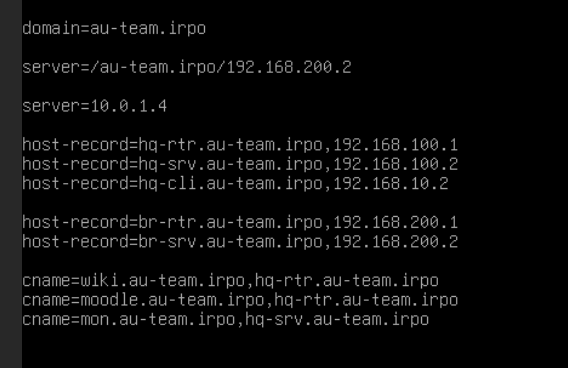 domain=au-team.irpo
server=/au-team.irpo/192.168.200.2
server=10.0.1.4
host-record=hq-rtr.au-team.irpo,192.168.100.1
host-record=hq-srv.au-team.irpo,192.168.100.2
host-record=hq-cli.au-team.irpo,192.168.10.2
host-record=br-rtr.au-team.irpo,192.168.200.1
host-record=br-srv.au-team.irpo,192.168.200.2
cname=wiki.au-team.irpo,hq-rtr.au-team.irpo
cname=moodle.au-team.irpo,hq-rtr.au-team.irpo
cname=mon.au-team.irpo,hq-srv.au-team.irpo